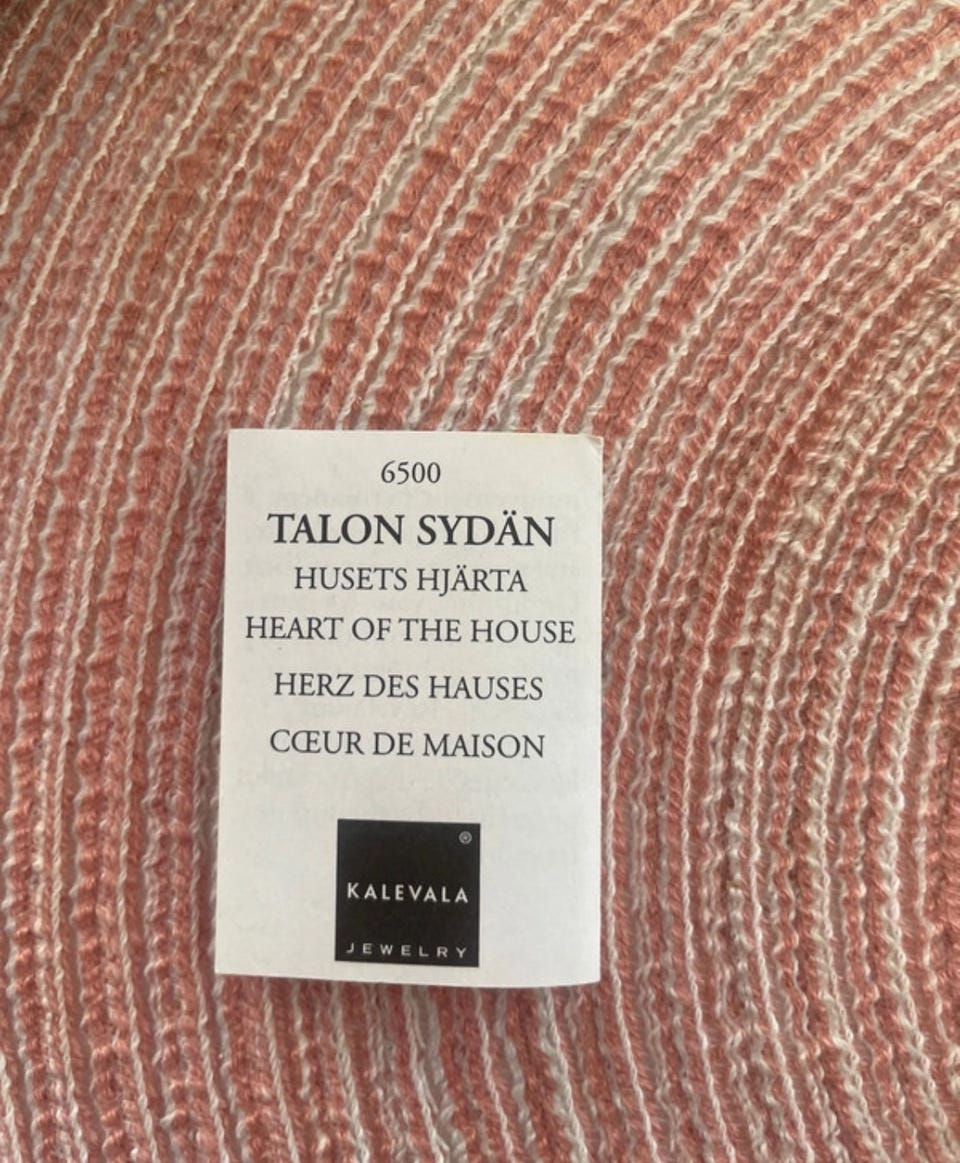 6500
TALON SYDÄN
HUSETS HJÄRTA
HEART OF THE HOUSE
HERZ DES HAUSES
CŒUR DE MAISON
®
KALEVALA
JEWELRY